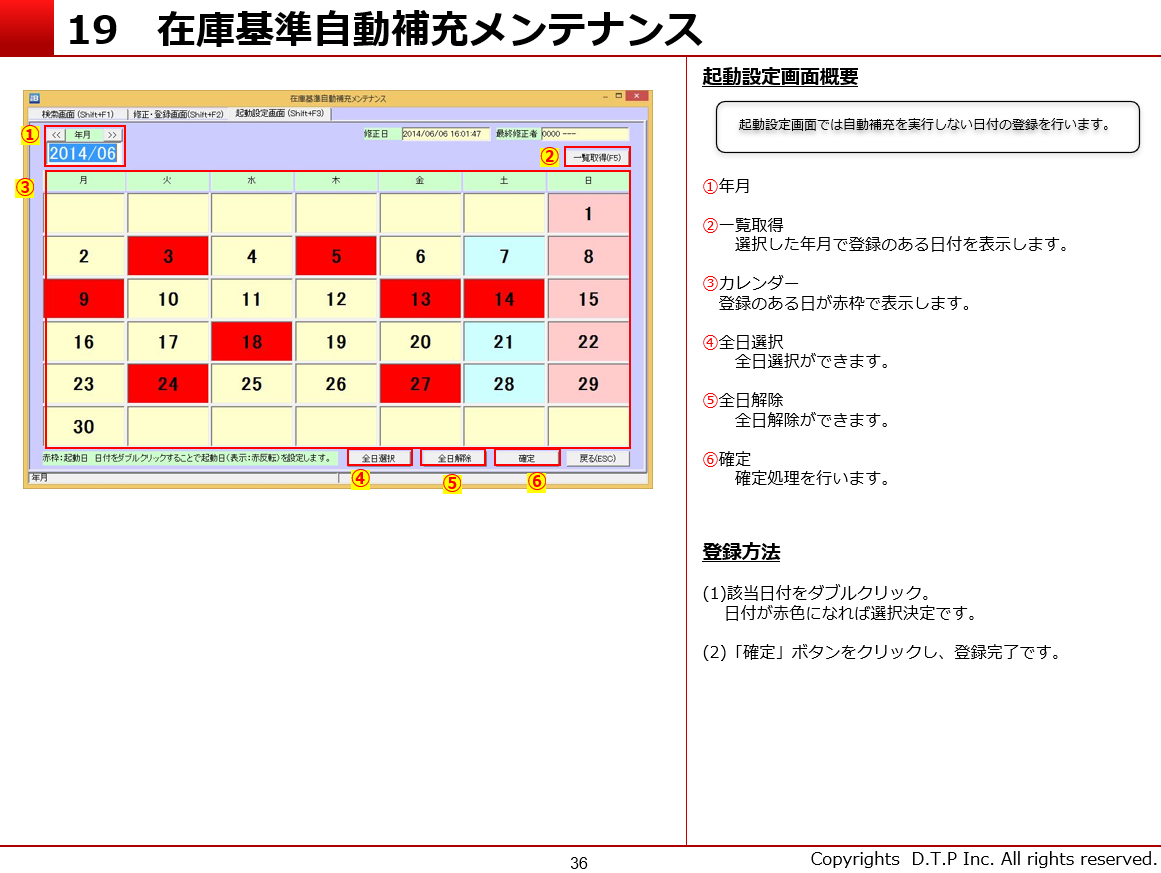 19　在庫基準自動補充メンテナンス
在庫基準自動補充メンテナンス
検索画面 (Shift+F1) 修正・登録画面(Shift+F2) 起動設定画面 (Shift+F3)
① << 年月 >> 修正日 2014/06/06 16:01:47 最終修正者 0000 ---
2014/06 ② 一覧取得(F5)
③ 月 火 水 木 金 土 日
1
2 3 4 5 6 7 8
9 10 11 12 13 14 15
16 17 18 19 20 21 22
23 24 25 26 27 28 29
30
赤枠:起動日　日付をダブルクリックすることで起動日(表示:赤反転)を設定します。 全日選択 全日解除 確定 戻る(ESC)
年月
④ ⑤ ⑥
起動設定画面概要
起動設定画面では自動補充を実行しない日付の登録を行います。
①年月
②一覧取得
選択した年月で登録のある日付を表示します。
③カレンダー
登録のある日が赤枠で表示します。
④全日選択
全日選択ができます。
⑤全日解除
全日解除ができます。
⑥確定
確定処理を行います。
登録方法
(1)該当日付をダブルクリック。
日付が赤色になれば選択決定です。
(2)「確定」ボタンをクリックし、登録完了です。
36
Copyrights D.T.P Inc. All rights reserved.